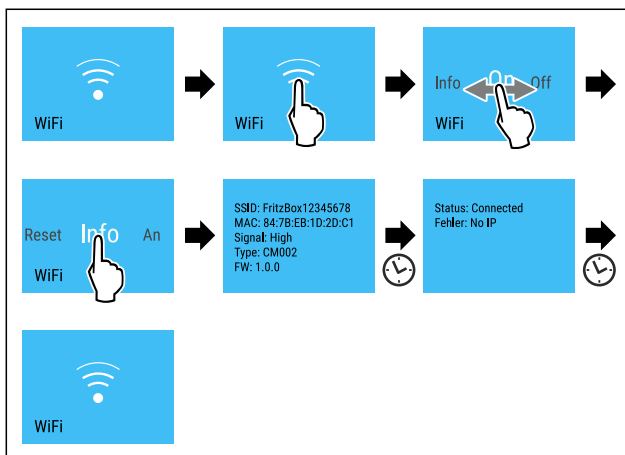 WiFi
WiFi
Info On Off
WiFi
Reset Info An
WiFi
SSID: FritzBox12345678
MAC: 84:7B:EB:1D:2D:C1
Signal: High
Type: CM002
FW: 1.0.0
Status: Connected
Fehler: No IP
WiFi